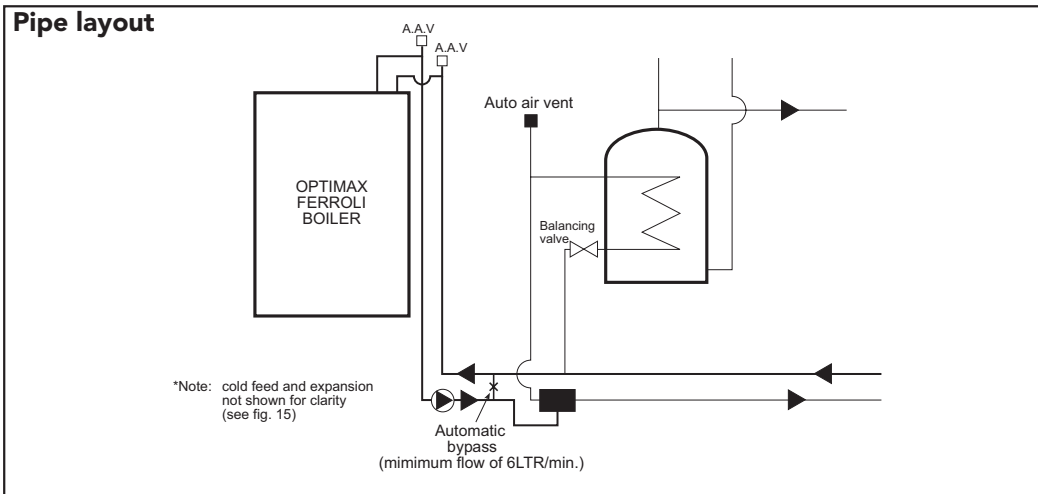 Pipe layout
A.A.V
A.A.V
Auto air vent
OPTIMAX
FERROLI
BOILER
Balancing
valve
*Note: cold feed and expansion
not shown for clarity
(see fig. 15)
Automatic
bypass
(mimimum flow of 6LTR/min.)